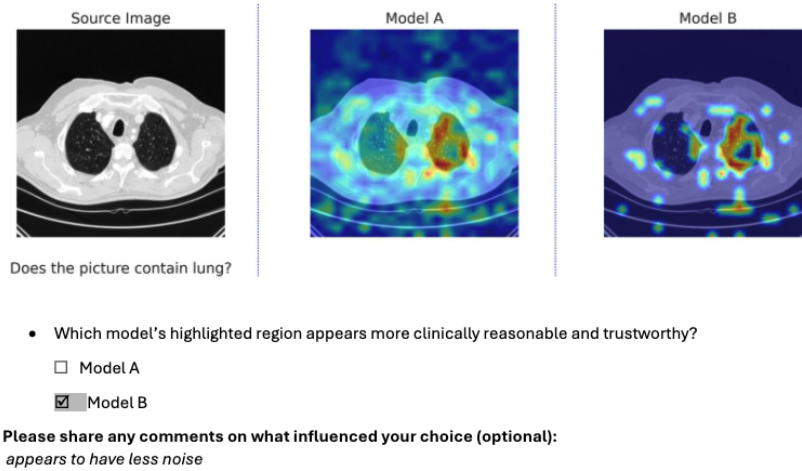 Source Image Model A Model B
Does the picture contain lung?
• Which model's highlighted region appears more clinically reasonable and trustworthy?
☐ Model A
☑ Model B
Please share any comments on what influenced your choice (optional):
appears to have less noise